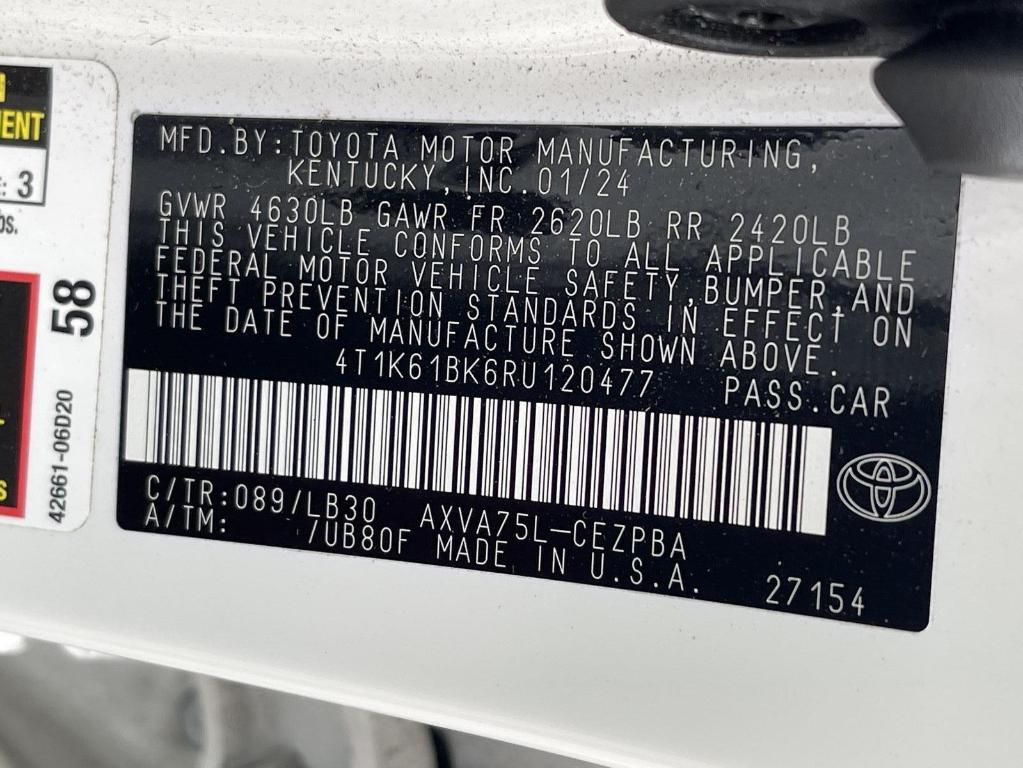 MFD.BY:TOYOTA MOTOR MANUFACTURING,
KENTUCKY,INC.01/24
GVWR 4630LB GAWR FR 2620LB RR 2420LB
THIS VEHICLE CONFORMS TO ALL APPLICABLE
FEDERAL MOTOR VEHICLE SAFETY,BUMPER,AND
THEFT PREVENTION STANDARDS IN EFFECT ON
THE DATE OF MANUFACTURE SHOWN ABOVE.
4T1K61BK6RU120477 PASS.CAR
C/TR:089/LB30 AXVA75L-CEZPBA
A/TM: /UB80F MADE IN U.S.A.
27154
3
58
42661-06D20